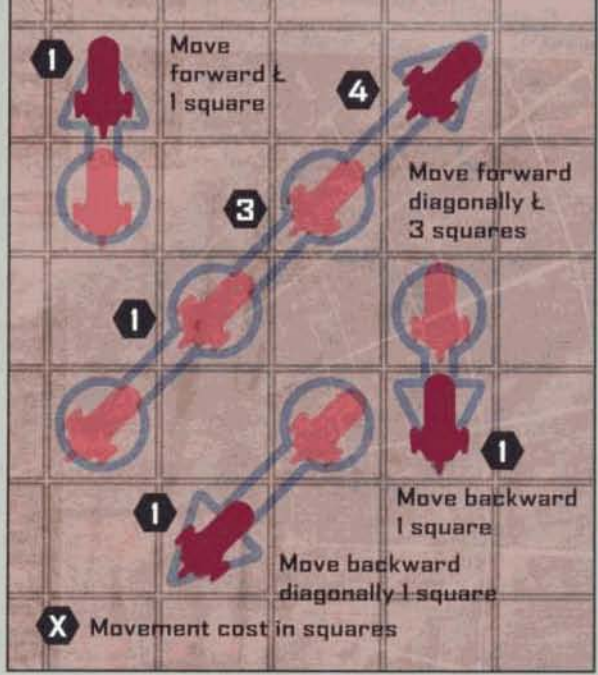 1
Move
forward Ł
1 square
4
Move forward
diagonally Ł
3 squares
3
1
1
Move backward
1 square
1
Move backward
diagonally 1 square
X Movement cost in squares